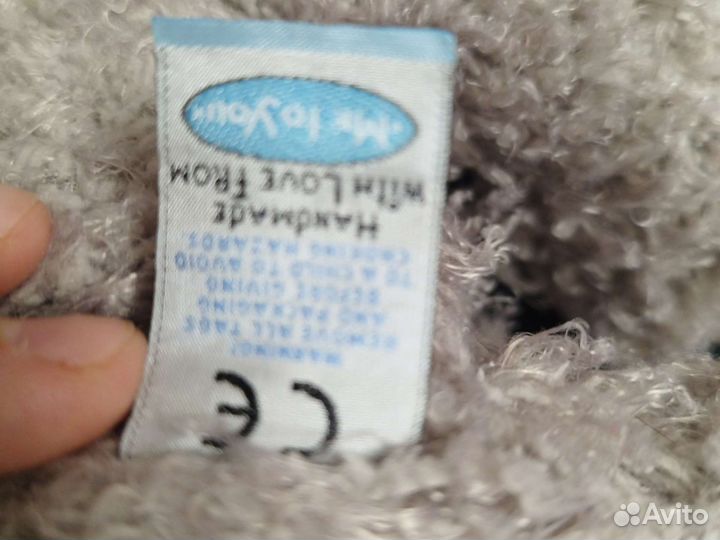 CE
WARNING!
REMOVE ALL TAGS
AND PACKAGING
BEFORE GIVING
TO A CHILD TO AVOID
CHOKING HAZARDS
HANDMADE
WITH LOVE FROM
Me to You
Avito